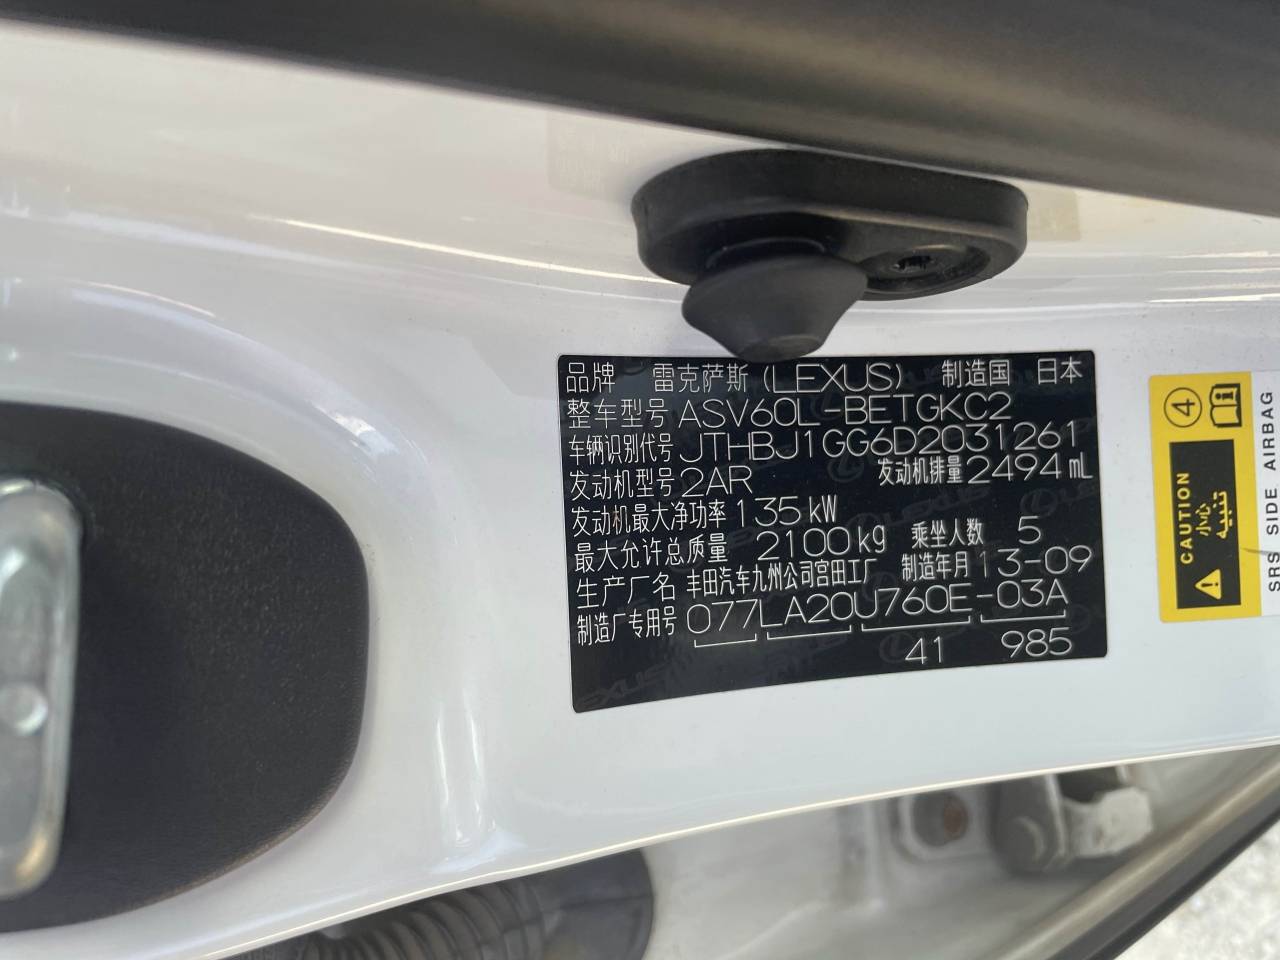 品牌 雷克萨斯 (LEXUS) 制造国 日本
整车型号 ASV60L-BETGKC2
车辆识别代号 JTHBJ1GG6D2031261
发动机型号 2AR 发动机排量 2494 mL
发动机最大净功率 135 kW
最大允许总质量 2100 kg 乘坐人数 5
生产厂名 丰田汽车九州公司宫田工厂 制造年月 13-09
制造厂专用号 077LA20U760E-03A
41 985
4
CAUTION
小心
تنبيه
SRS SIDE AIRBAG